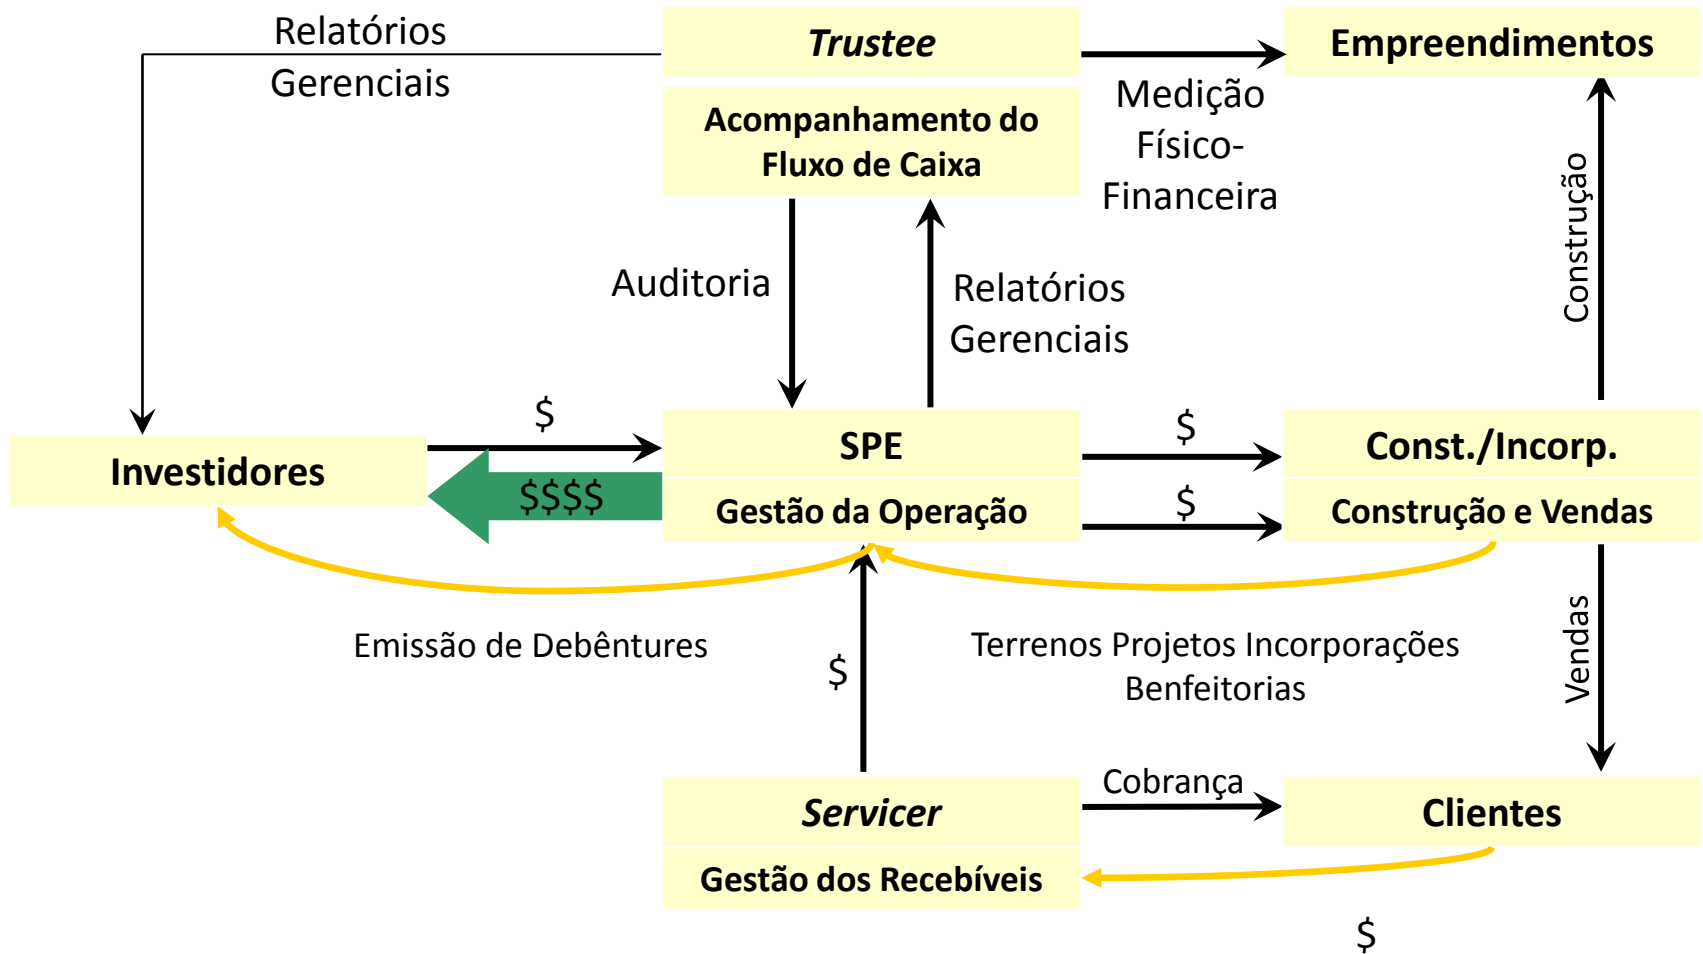 Relatórios
Gerenciais
Trustee
Empreendimentos
Acompanhamento do
Fluxo de Caixa
Medição
Físico-
Financeira
Construção
Auditoria
Relatórios
Gerenciais
$
$
Investidores
SPE
Const./Incorp.
$$$$
$
Gestão da Operação
Construção e Vendas
Emissão de Debêntures
$
Terrenos Projetos Incorporações
Benfeitorias
Vendas
Servicer
Cobrança
Clientes
Gestão dos Recebíveis
$